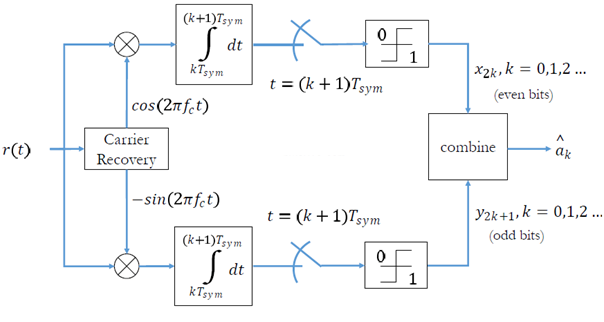 (k+1)T_sym
∫ dt
kT_sym
t = (k + 1)T_sym
0
1
x_2k, k = 0,1,2 ...
(even bits)
cos(2πf_c t)
r(t)
Carrier
Recovery
combine
^
a_k
−sin(2πf_c t)
t = (k + 1)T_sym
y_2k+1, k = 0,1,2 ...
(odd bits)
(k+1)T_sym
∫ dt
kT_sym
0
1